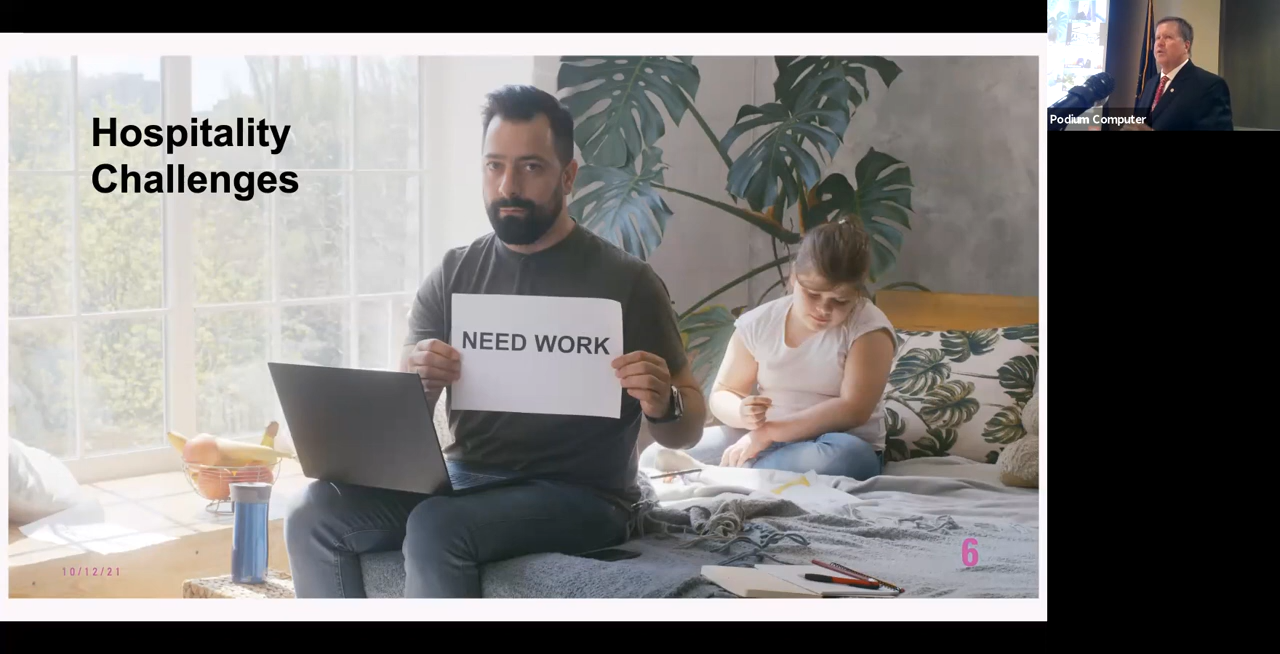 Hospitality
Challenges
NEED WORK
10/12/21
6
Podium Computer